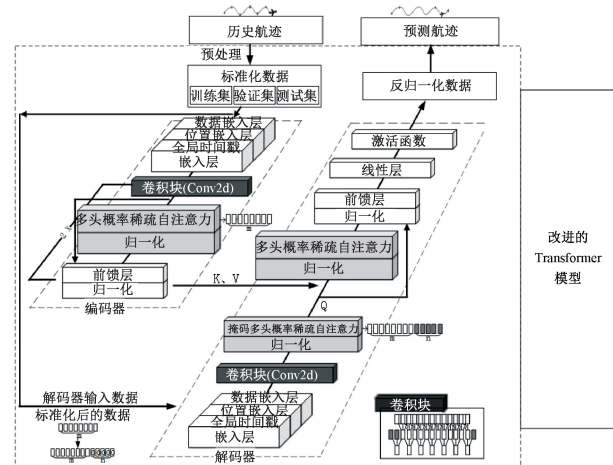 历史航迹
预测航迹
预处理
标准化数据
训练集 验证集 测试集
反归一化数据
数据嵌入层
位置嵌入层
全局时间戳
嵌入层
卷积块(Conv2d)
多头概率稀疏自注意力
归一化
前馈层
归一化
编码器
K、V
激活函数
线性层
前馈层
归一化
多头概率稀疏自注意力
归一化
Q
掩码多头概率稀疏自注意力
归一化
卷积块(Conv2d)
数据嵌入层
位置嵌入层
全局时间戳
嵌入层
解码器
解码器输入数据
标准化后的数据
卷积块
改进的
Transformer
模型